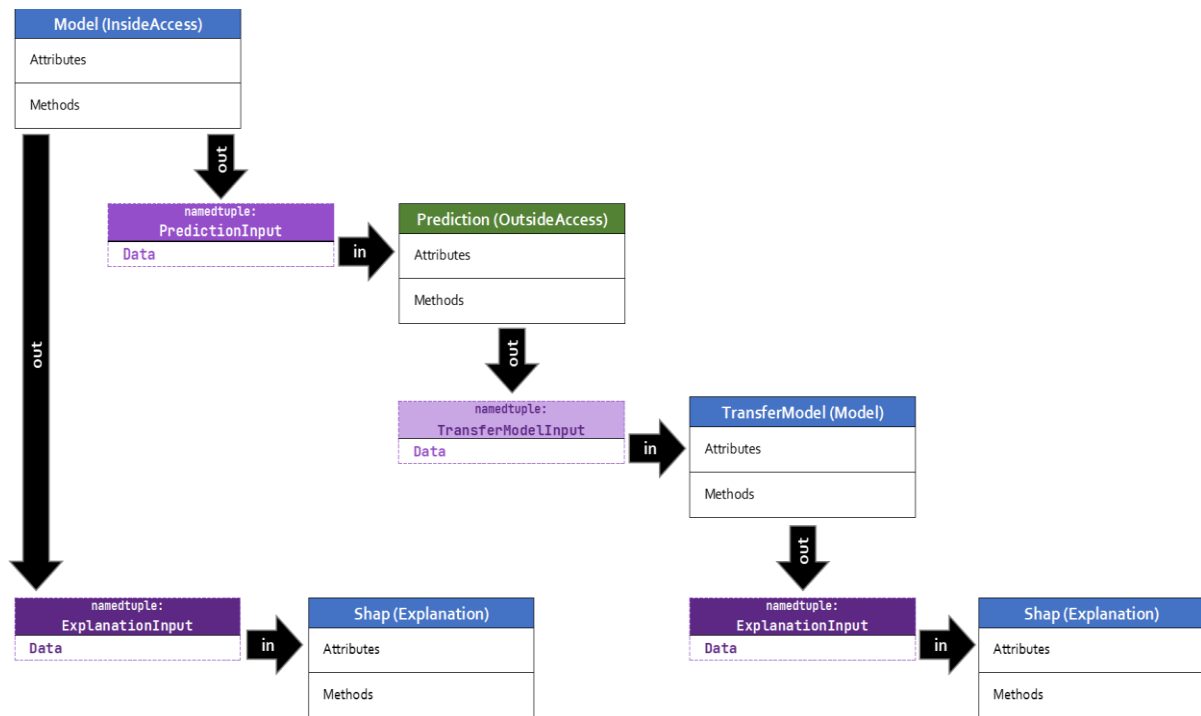 Model (InsideAccess)
Attributes
Methods
out
out
namedtuple:
PredictionInput
Data
in
Prediction (OutsideAccess)
Attributes
Methods
out
out
namedtuple:
TransferModelInput
Data
in
TransferModel (Model)
Attributes
Methods
out
namedtuple:
ExplanationInput
Data
in
Shap (Explanation)
Attributes
Methods
namedtuple:
ExplanationInput
Data
in
Shap (Explanation)
Attributes
Methods